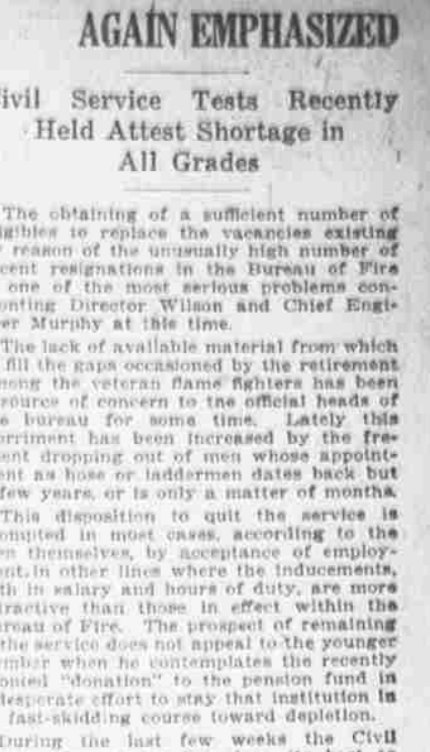 AGAIN EMPHASIZED
ivil Service Tests Recently
Held Attest Shortage in
All Grades
The obtaining of a sufficient number of
igibles to replace the vacancies existing
reason of the unusually high number of
cent resignations in the Bureau of Fire
one of the most serious problems con-
onting Director Wilson and Chief Engi-
er Murphy at this time.
The lack of available material from which
fill the gaps occasioned by the retirement
mong the veteran flame fighters has been
source of concern to the official heads of
e bureau for some time. Lately this
orriment has been increased by the fre-
ent dropping out of men whose appoint-
ent as hose or laddermen dates back but
few years, or is only a matter of months.
This disposition to quit the service is
ompted in most cases, according to the
en themselves, by acceptance of employ-
ent, in other lines where the inducements,
th in salary and hours of duty, are more
tractive than those in effect within the
ureau of Fire. The prospect of remaining
the service does not appeal to the younger
ember when he contemplates the recently
"donation" to the pension fund in
desperate effort to stay that institution in
fast-skidding course toward depletion.
During the last few weeks the Civil